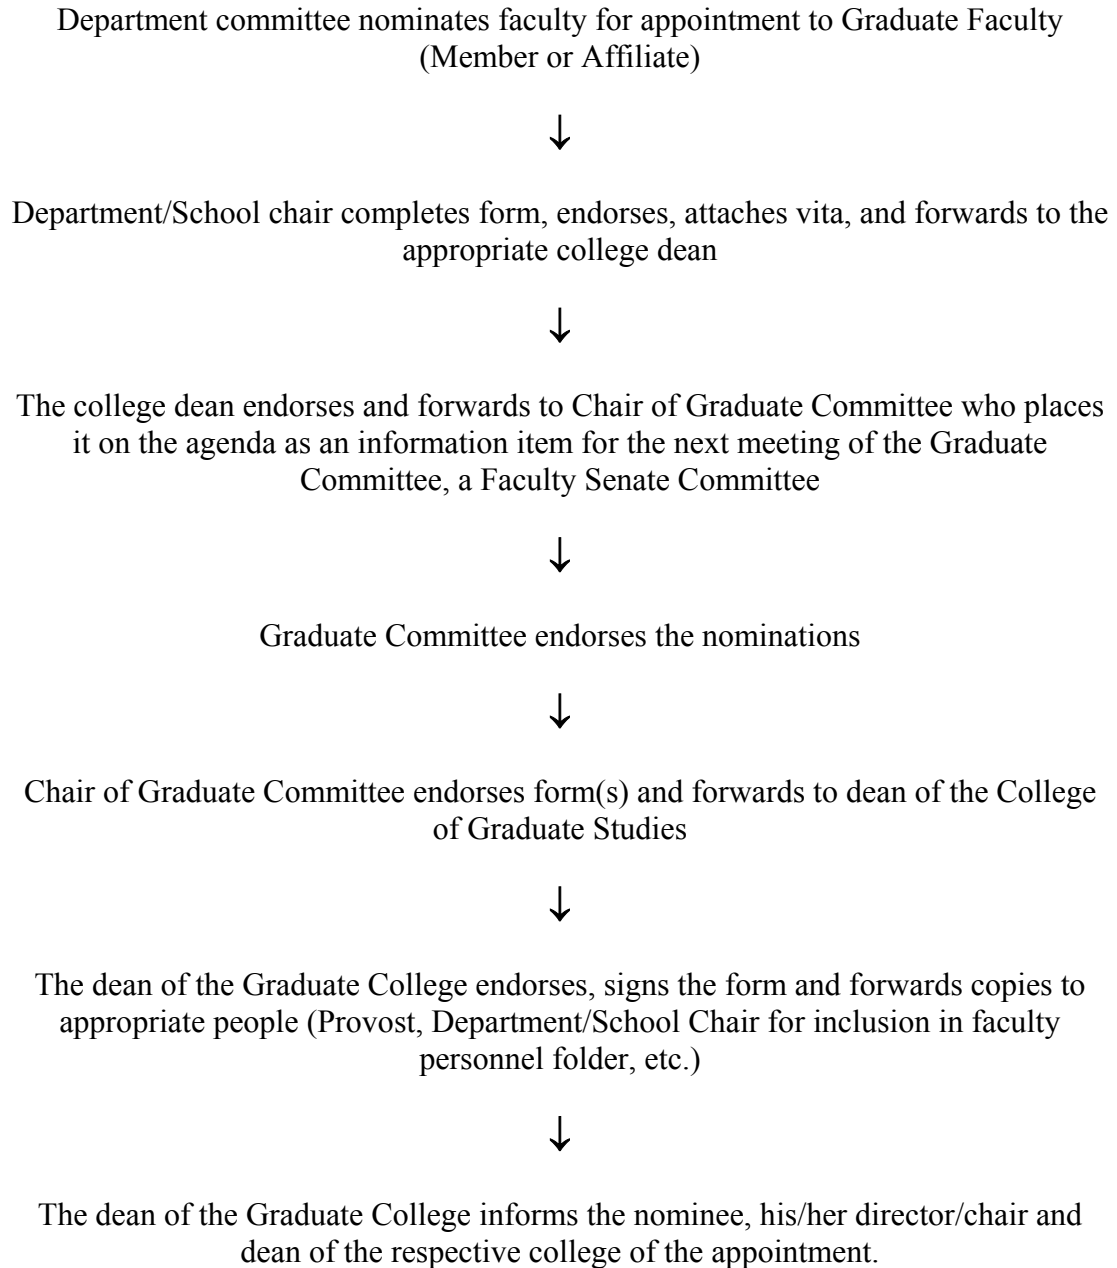 Department committee nominates faculty for appointment to Graduate Faculty
(Member or Affiliate)
↓
Department/School chair completes form, endorses, attaches vita, and forwards to the
appropriate college dean
↓
The college dean endorses and forwards to Chair of Graduate Committee who places
it on the agenda as an information item for the next meeting of the Graduate
Committee, a Faculty Senate Committee
↓
Graduate Committee endorses the nominations
↓
Chair of Graduate Committee endorses form(s) and forwards to dean of the College
of Graduate Studies
↓
The dean of the Graduate College endorses, signs the form and forwards copies to
appropriate people (Provost, Department/School Chair for inclusion in faculty
personnel folder, etc.)
↓
The dean of the Graduate College informs the nominee, his/her director/chair and
dean of the respective college of the appointment.